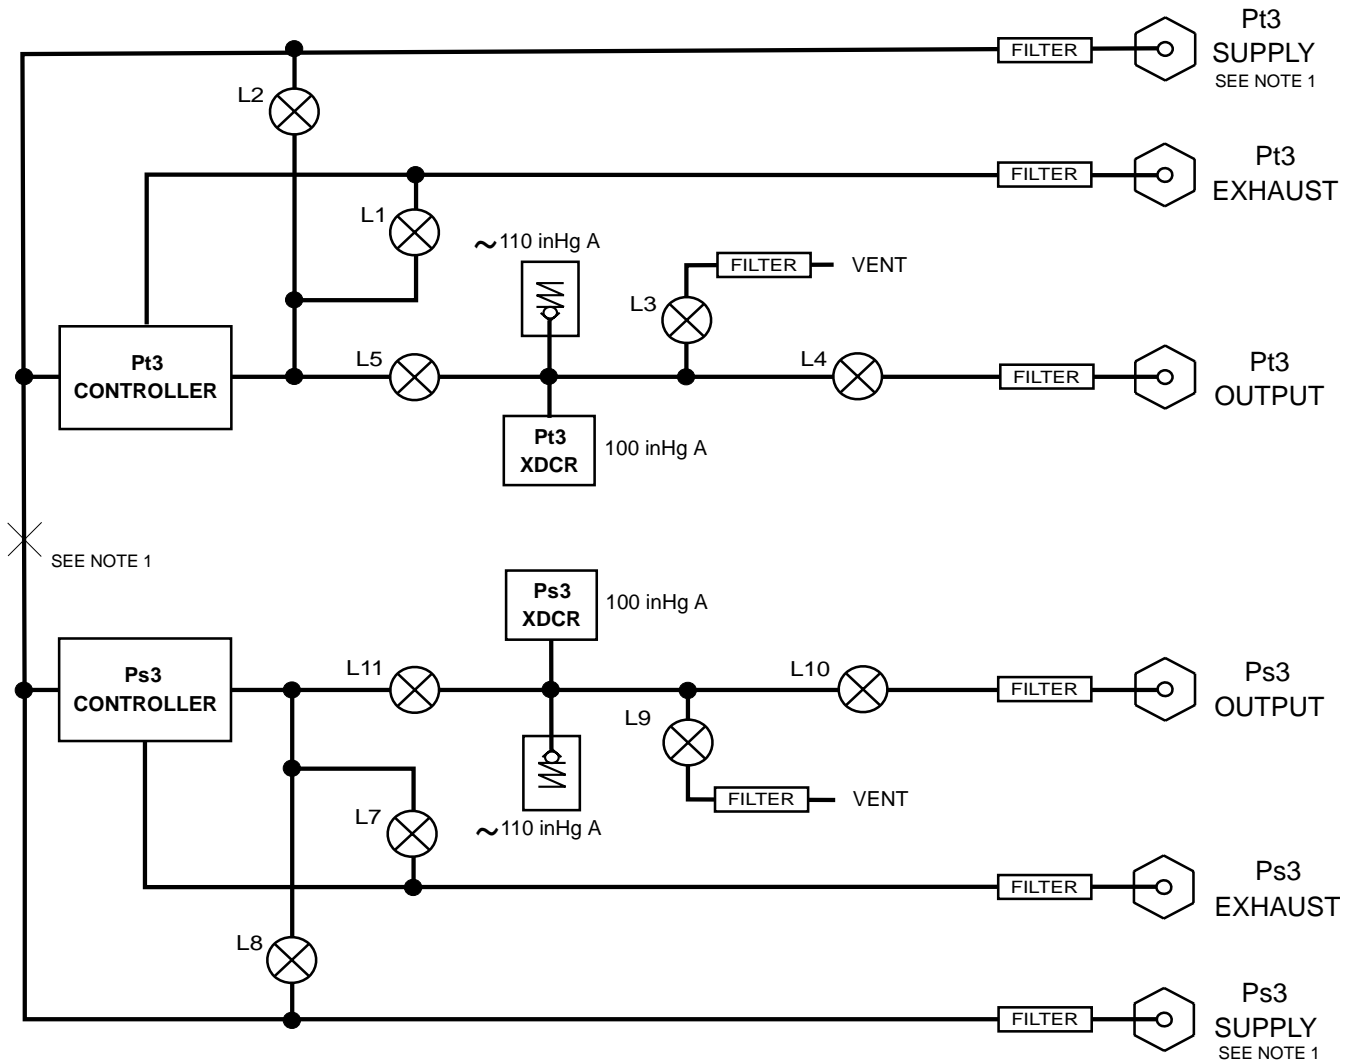 Pt3
SUPPLY
SEE NOTE 1
FILTER
L2
Pt3
EXHAUST
FILTER
L1
~110 inHg A
FILTER
VENT
L3
Pt3
CONTROLLER
L5
L4
FILTER
Pt3
OUTPUT
Pt3
XDCR
100 inHg A
SEE NOTE 1
Ps3
XDCR
100 inHg A
Ps3
CONTROLLER
L11
L10
FILTER
Ps3
OUTPUT
L9
FILTER
VENT
~110 inHg A
L7
FILTER
Ps3
EXHAUST
L8
FILTER
Ps3
SUPPLY
SEE NOTE 1